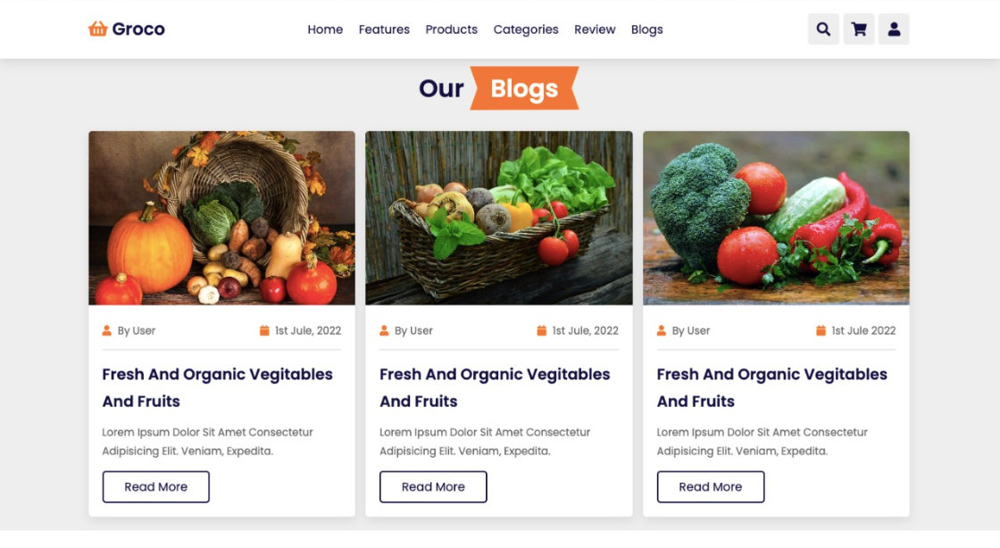 Groco
Home Features Products Categories Review Blogs
Our Blogs
By User 1st Jule, 2022
Fresh And Organic Vegitables
And Fruits
Lorem Ipsum Dolor Sit Amet Consectetur
Adipisicing Elit. Veniam, Expedita.
Read More
By User 1st Jule, 2022
Fresh And Organic Vegitables
And Fruits
Lorem Ipsum Dolor Sit Amet Consectetur
Adipisicing Elit. Veniam, Expedita.
Read More
By User 1st Jule 2022
Fresh And Organic Vegitables
And Fruits
Lorem Ipsum Dolor Sit Amet Consectetur
Adipisicing Elit. Veniam, Expedita.
Read More